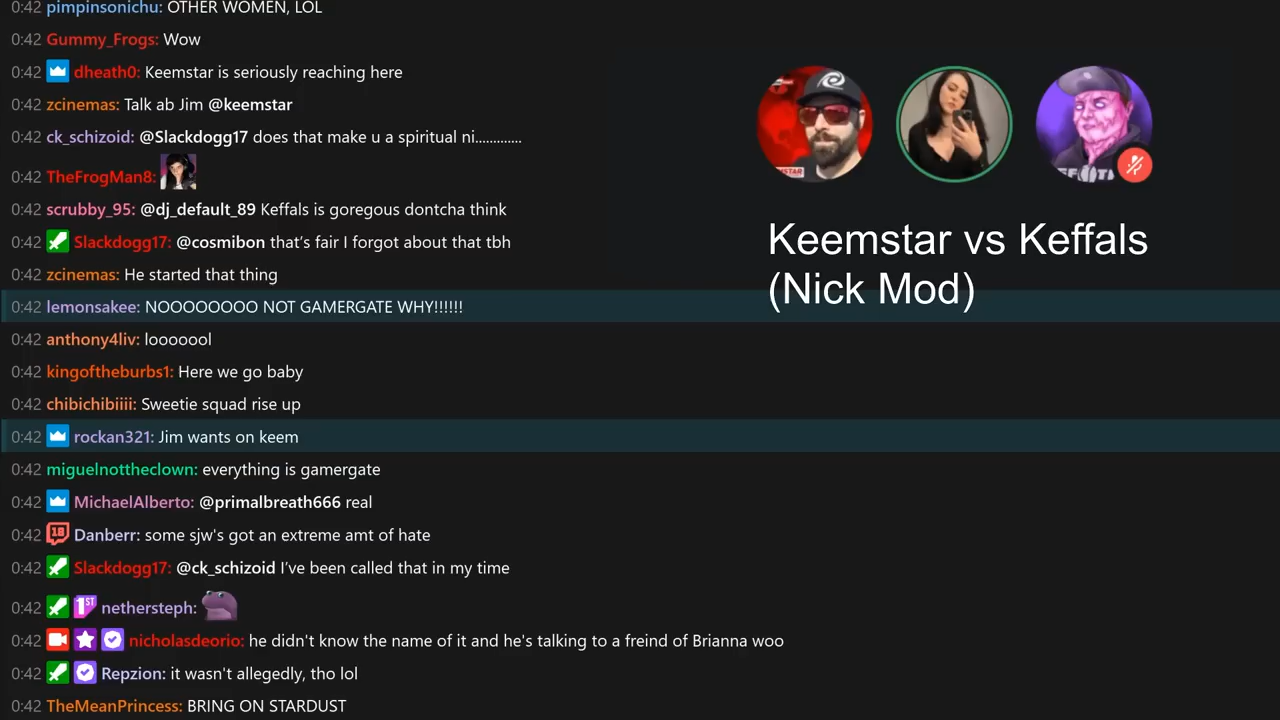 0:42 pimpinsonichu: OTHER WOMEN, LOL
0:42 Gummy_Frogs: Wow
0:42 dheath0: Keemstar is seriously reaching here
0:42 zcinemas: Talk ab Jim @keemstar
0:42 ck_schizoid: @Slackdogg17 does that make u a spiritual ni.............
0:42 TheFrogMan8:
0:42 scrubby_95: @dj_default_89 Keffals is goregous dontcha think
0:42 Slackdogg17: @cosmibon that's fair I forgot about that tbh
0:42 zcinemas: He started that thing
0:42 lemonsakee: NOOOOOOOO NOT GAMERGATE WHY!!!!!!
0:42 anthony4liv: looooool
0:42 kingoftheburbs1: Here we go baby
0:42 chibichibiiii: Sweetie squad rise up
0:42 rockan321: Jim wants on keem
0:42 miguelnottheclown: everything is gamergate
0:42 MichaelAlberto: @primalbreath666 real
0:42 18 Danberr: some sjw's got an extreme amt of hate
0:42 Slackdogg17: @ck_schizoid I've been called that in my time
0:42 1ST nethersteph:
0:42 nicholasdeorio: he didn't know the name of it and he's talking to a freind of Brianna woo
0:42 Repzion: it wasn't allegedly, tho lol
0:42 TheMeanPrincess: BRING ON STARDUST
Keemstar vs Keffals
(Nick Mod)